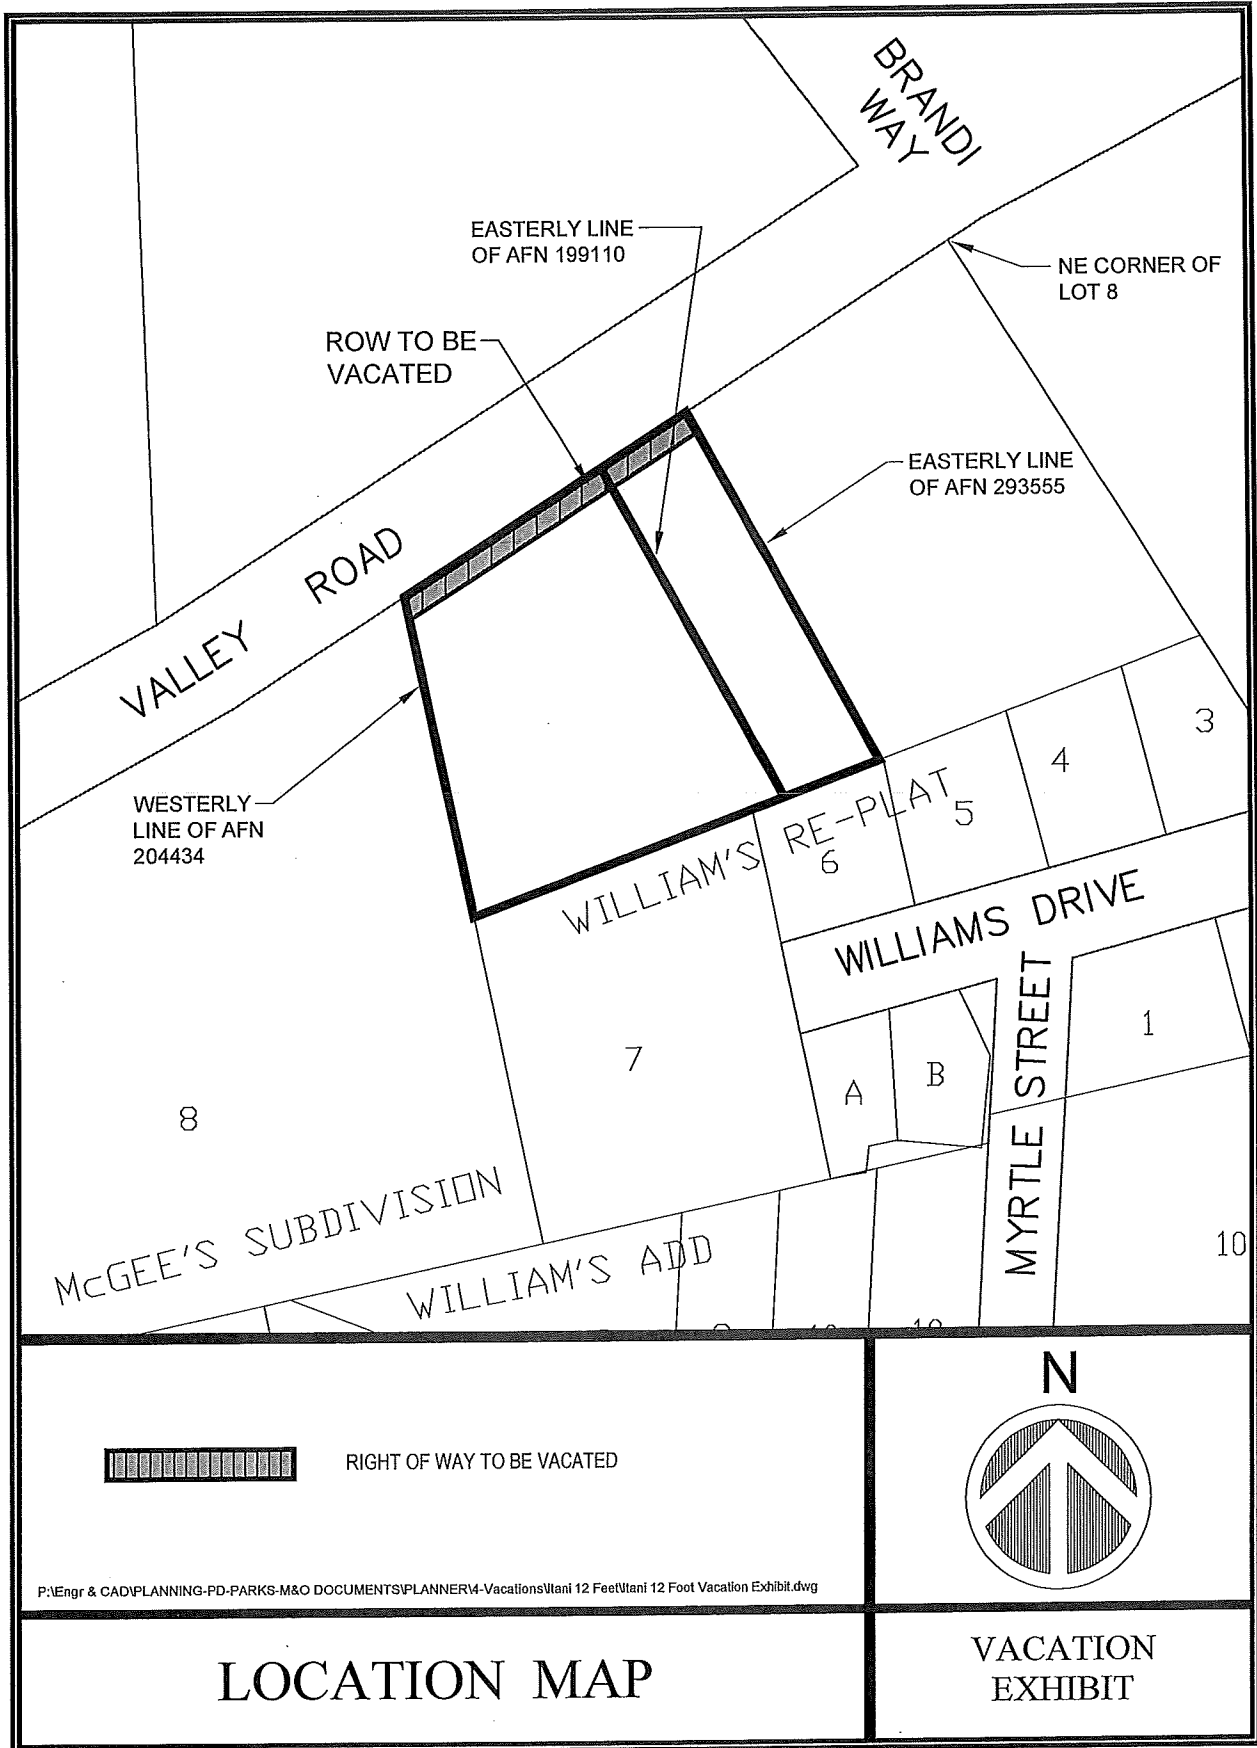 BRANDI
WAY
EASTERLY LINE
OF AFN 199110
NE CORNER OF
LOT 8
ROW TO BE
VACATED
EASTERLY LINE
OF AFN 293555
VALLEY ROAD
WESTERLY
LINE OF AFN
204434
3
4
5
6
WILLIAM'S RE-PLAT
WILLIAMS DRIVE
MYRTLE STREET
1
7
A
B
8
10
McGEE'S SUBDIVISION
WILLIAM'S ADD
RIGHT OF WAY TO BE VACATED
N
P:\Engr & CAD\PLANNING-PD-PARKS-M&O DOCUMENTS\PLANNER\4-Vacations\Itani 12 Feet\Itani 12 Foot Vacation Exhibit.dwg
LOCATION MAP
VACATION
EXHIBIT